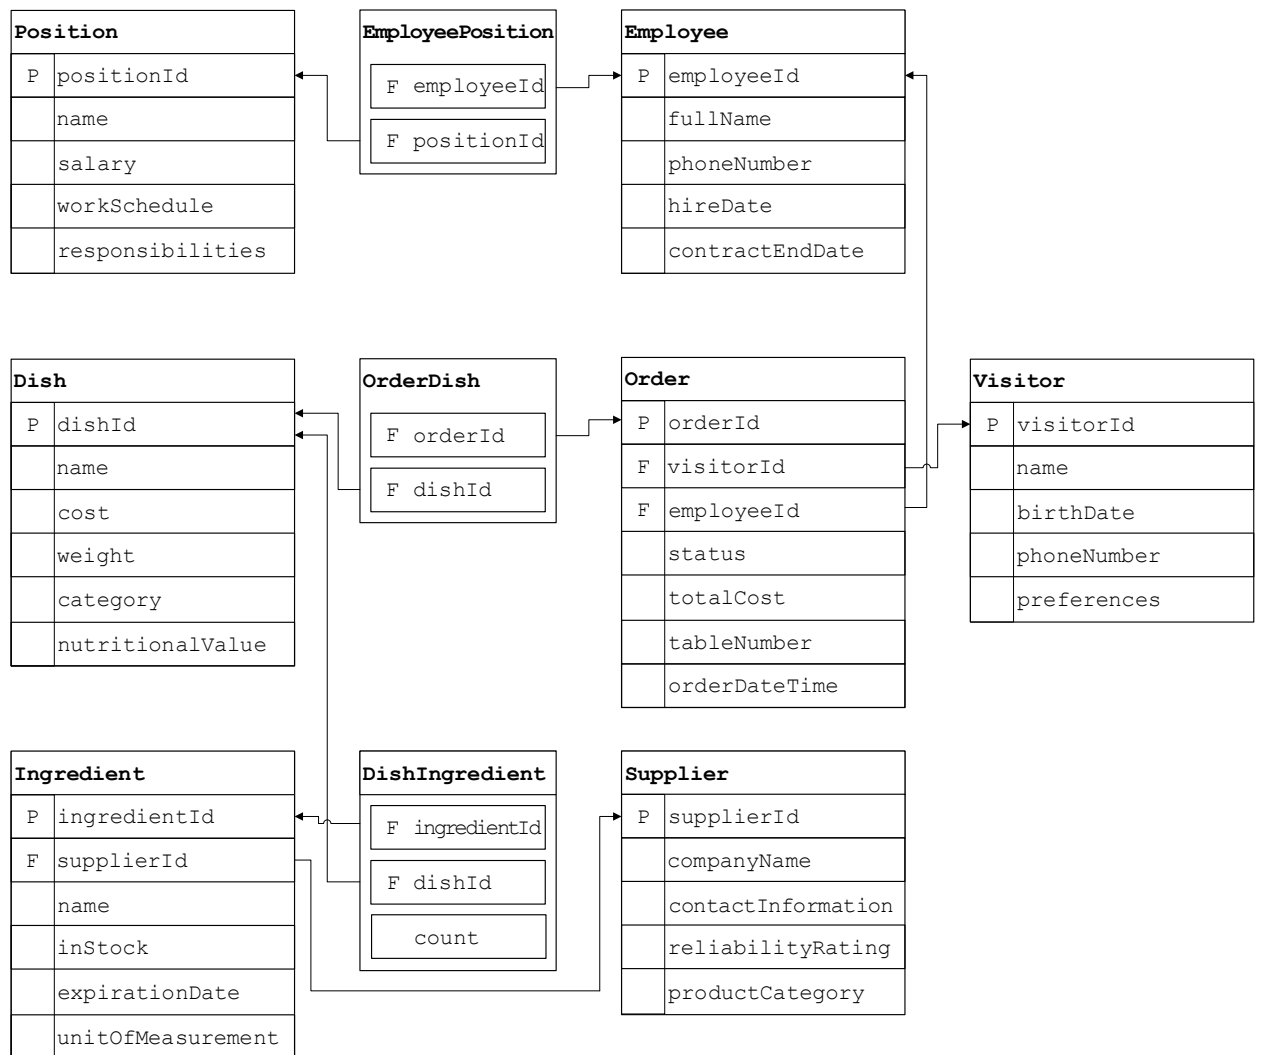 Position
P positionId
name
salary
workSchedule
responsibilities
EmployeePosition
F employeeId
F positionId
Employee
P employeeId
fullName
phoneNumber
hireDate
contractEndDate
Dish
P dishId
name
cost
weight
category
nutritionalValue
OrderDish
F orderId
F dishId
Order
P orderId
F visitorId
F employeeId
status
totalCost
tableNumber
orderDateTime
Visitor
P visitorId
name
birthDate
phoneNumber
preferences
Ingredient
P ingredientId
F supplierId
name
inStock
expirationDate
unitOfMeasurement
DishIngredient
F ingredientId
F dishId
count
Supplier
P supplierId
companyName
contactInformation
reliabilityRating
productCategory